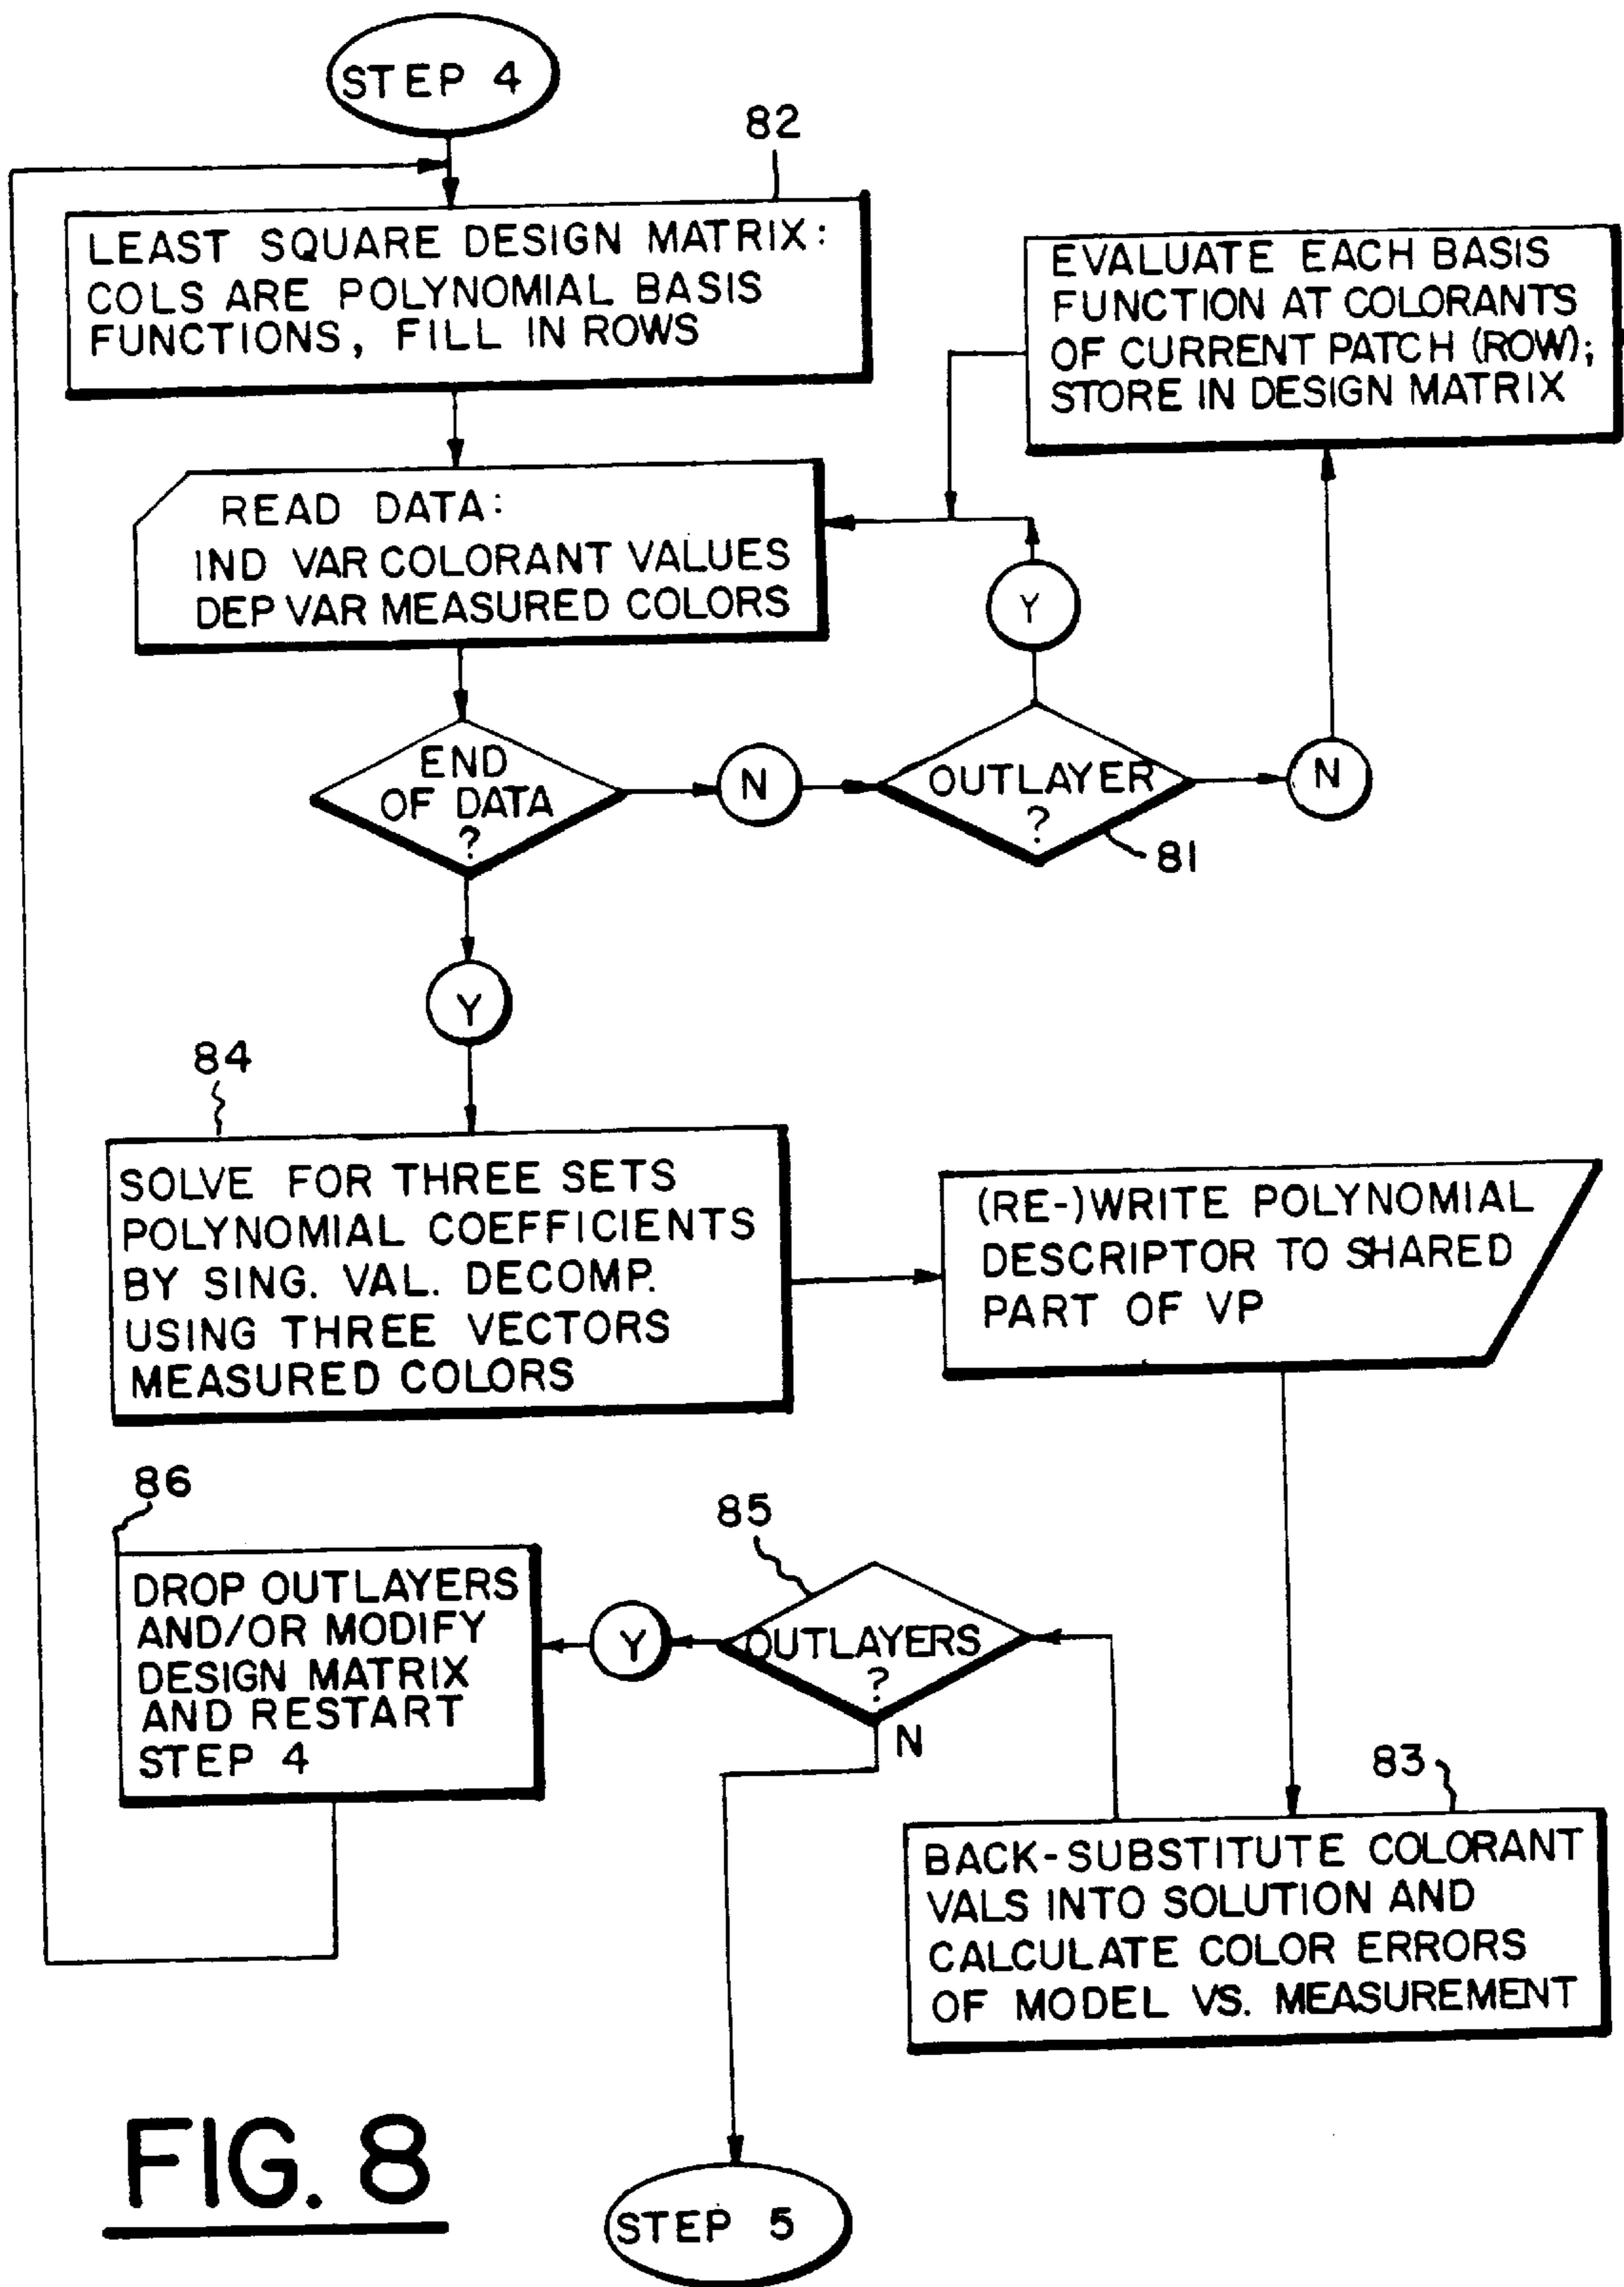 STEP 4
82
LEAST SQUARE DESIGN MATRIX:
COLS ARE POLYNOMIAL BASIS
FUNCTIONS, FILL IN ROWS
EVALUATE EACH BASIS
FUNCTION AT COLORANTS
OF CURRENT PATCH (ROW);
STORE IN DESIGN MATRIX
READ DATA:
IND VAR COLORANT VALUES
DEP VAR MEASURED COLORS
Y
END
OF DATA
?
N
OUTLAYER
?
N
81
Y
84
SOLVE FOR THREE SETS
POLYNOMIAL COEFFICIENTS
BY SING. VAL. DECOMP.
USING THREE VECTORS
MEASURED COLORS
(RE-)WRITE POLYNOMIAL
DESCRIPTOR TO SHARED
PART OF VP
86
DROP OUTLAYERS
AND/OR MODIFY
DESIGN MATRIX
AND RESTART
STEP 4
Y
85
OUTLAYERS
?
N
83
BACK-SUBSTITUTE COLORANT
VALS INTO SOLUTION AND
CALCULATE COLOR ERRORS
OF MODEL VS. MEASUREMENT
FIG. 8
STEP 5